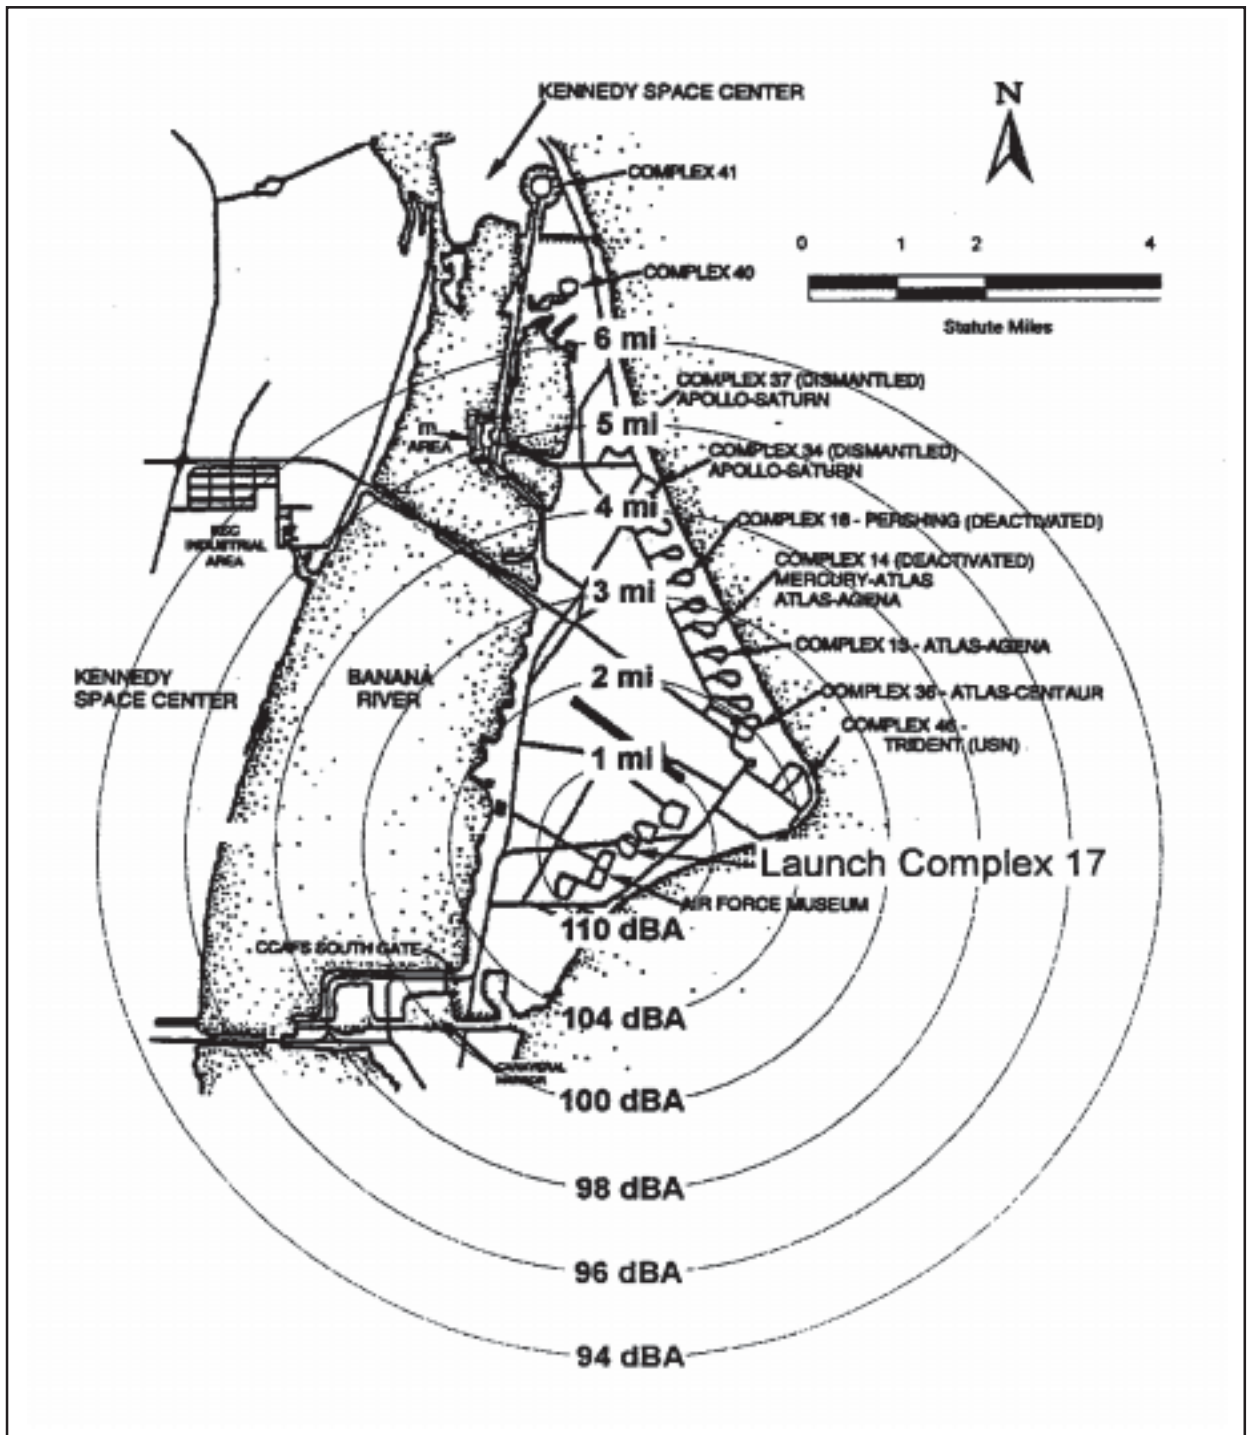 KENNEDY SPACE CENTER
N
COMPLEX 41
0 1 2 4
COMPLEX 40
Statute Miles
6 mi
COMPLEX 37 (DISMANTLED)
APOLLO-SATURN
5 mi
AREA
COMPLEX 34 (DISMANTLED)
APOLLO-SATURN
4 mi
COMPLEX 16 - PERSHING (DEACTIVATED)
INDUSTRIAL
AREA
COMPLEX 14 (DEACTIVATED)
MERCURY-ATLAS
ATLAS-AGENA
3 mi
COMPLEX 13 - ATLAS-AGENA
KENNEDY
SPACE CENTER
BANANA
RIVER
2 mi
COMPLEX 36 - ATLAS-CENTAUR
COMPLEX 46 -
TRIDENT (USN)
1 mi
Launch Complex 17
AIR FORCE MUSEUM
110 dBA
CCAFS SOUTH GATE
104 dBA
CANAVERAL
HARBOR
100 dBA
98 dBA
96 dBA
94 dBA